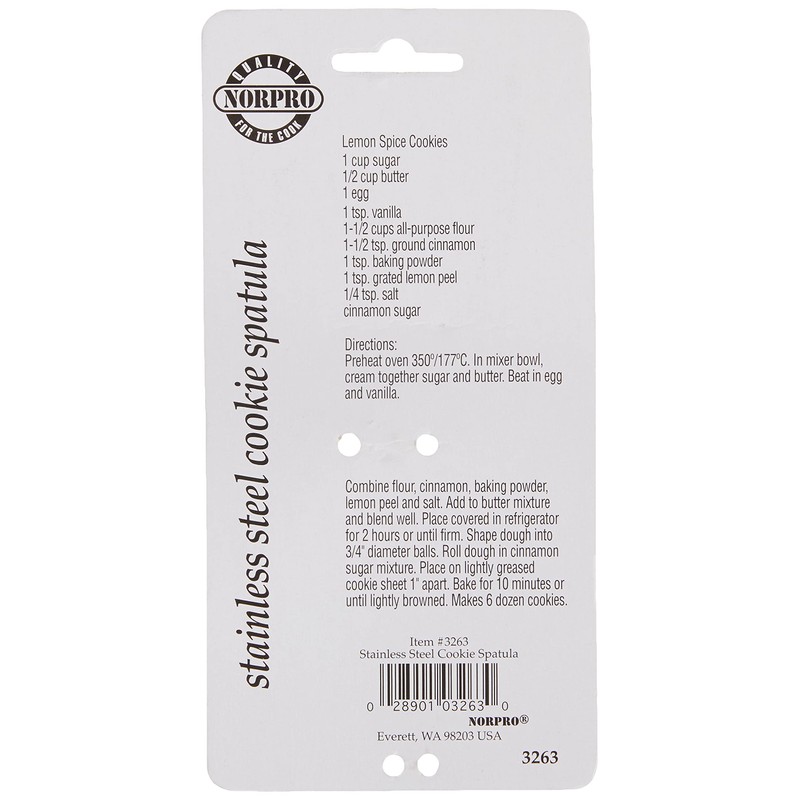 QUALITY
NORPRO
FOR THE COOK
stainless steel cookie spatula
Lemon Spice Cookies
1 cup sugar
1/2 cup butter
1 egg
1 tsp. vanilla
1-1/2 cups all-purpose flour
1-1/2 tsp. ground cinnamon
1 tsp. baking powder
1 tsp. grated lemon peel
1/4 tsp. salt
cinnamon sugar
Directions:
Preheat oven 350º/177ºC. In mixer bowl,
cream together sugar and butter. Beat in egg
and vanilla.
Combine flour, cinnamon, baking powder,
lemon peel and salt. Add to butter mixture
and blend well. Place covered in refrigerator
for 2 hours or until firm. Shape dough into
3/4" diameter balls. Roll dough in cinnamon
sugar mixture. Place on lightly greased
cookie sheet 1" apart. Bake for 10 minutes or
until lightly browned. Makes 6 dozen cookies.
Item #3263
Stainless Steel Cookie Spatula
0 28901 03263 0
NORPRO®
Everett, WA 98203 USA
3263